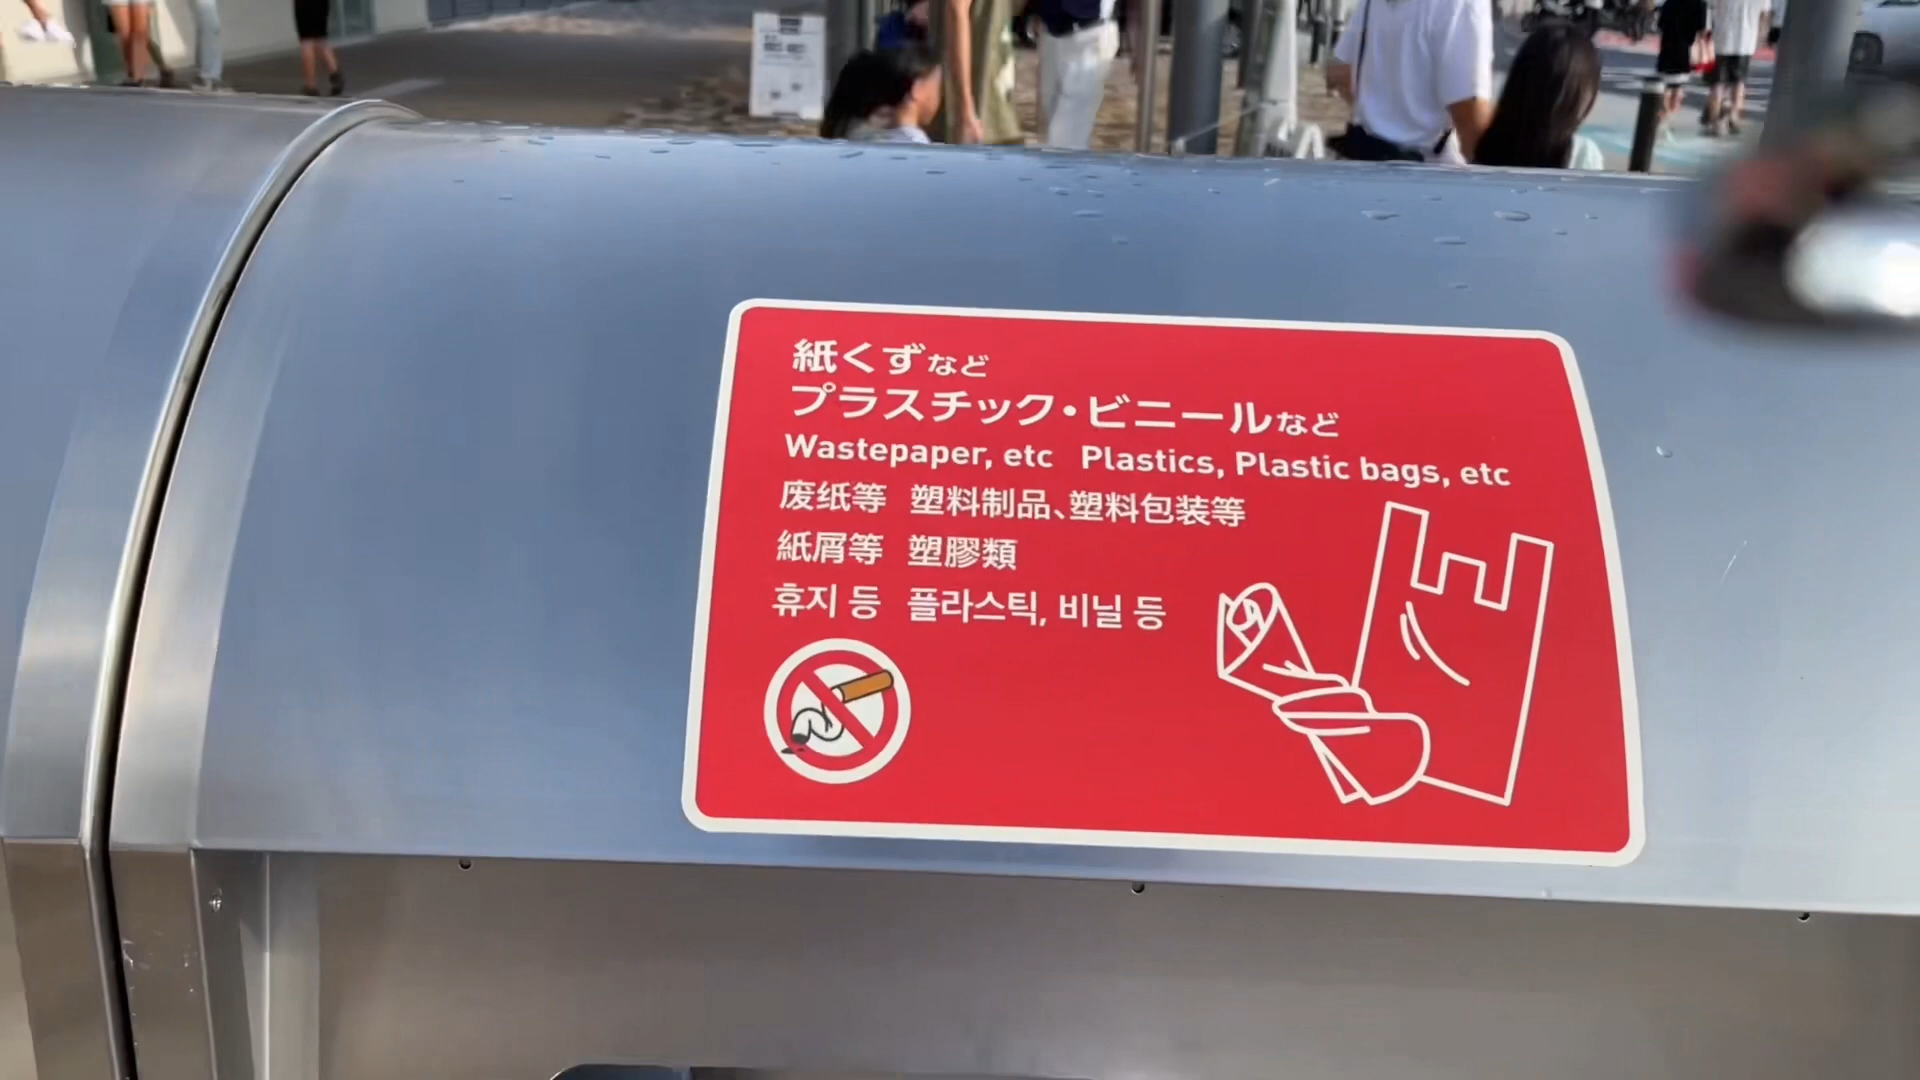 紙くずなど
プラスチック・ビニールなど
Wastepaper, etc Plastics, Plastic bags, etc
废纸等 塑料制品、塑料包装等
紙屑等 塑膠類
휴지 등 플라스틱, 비닐 등